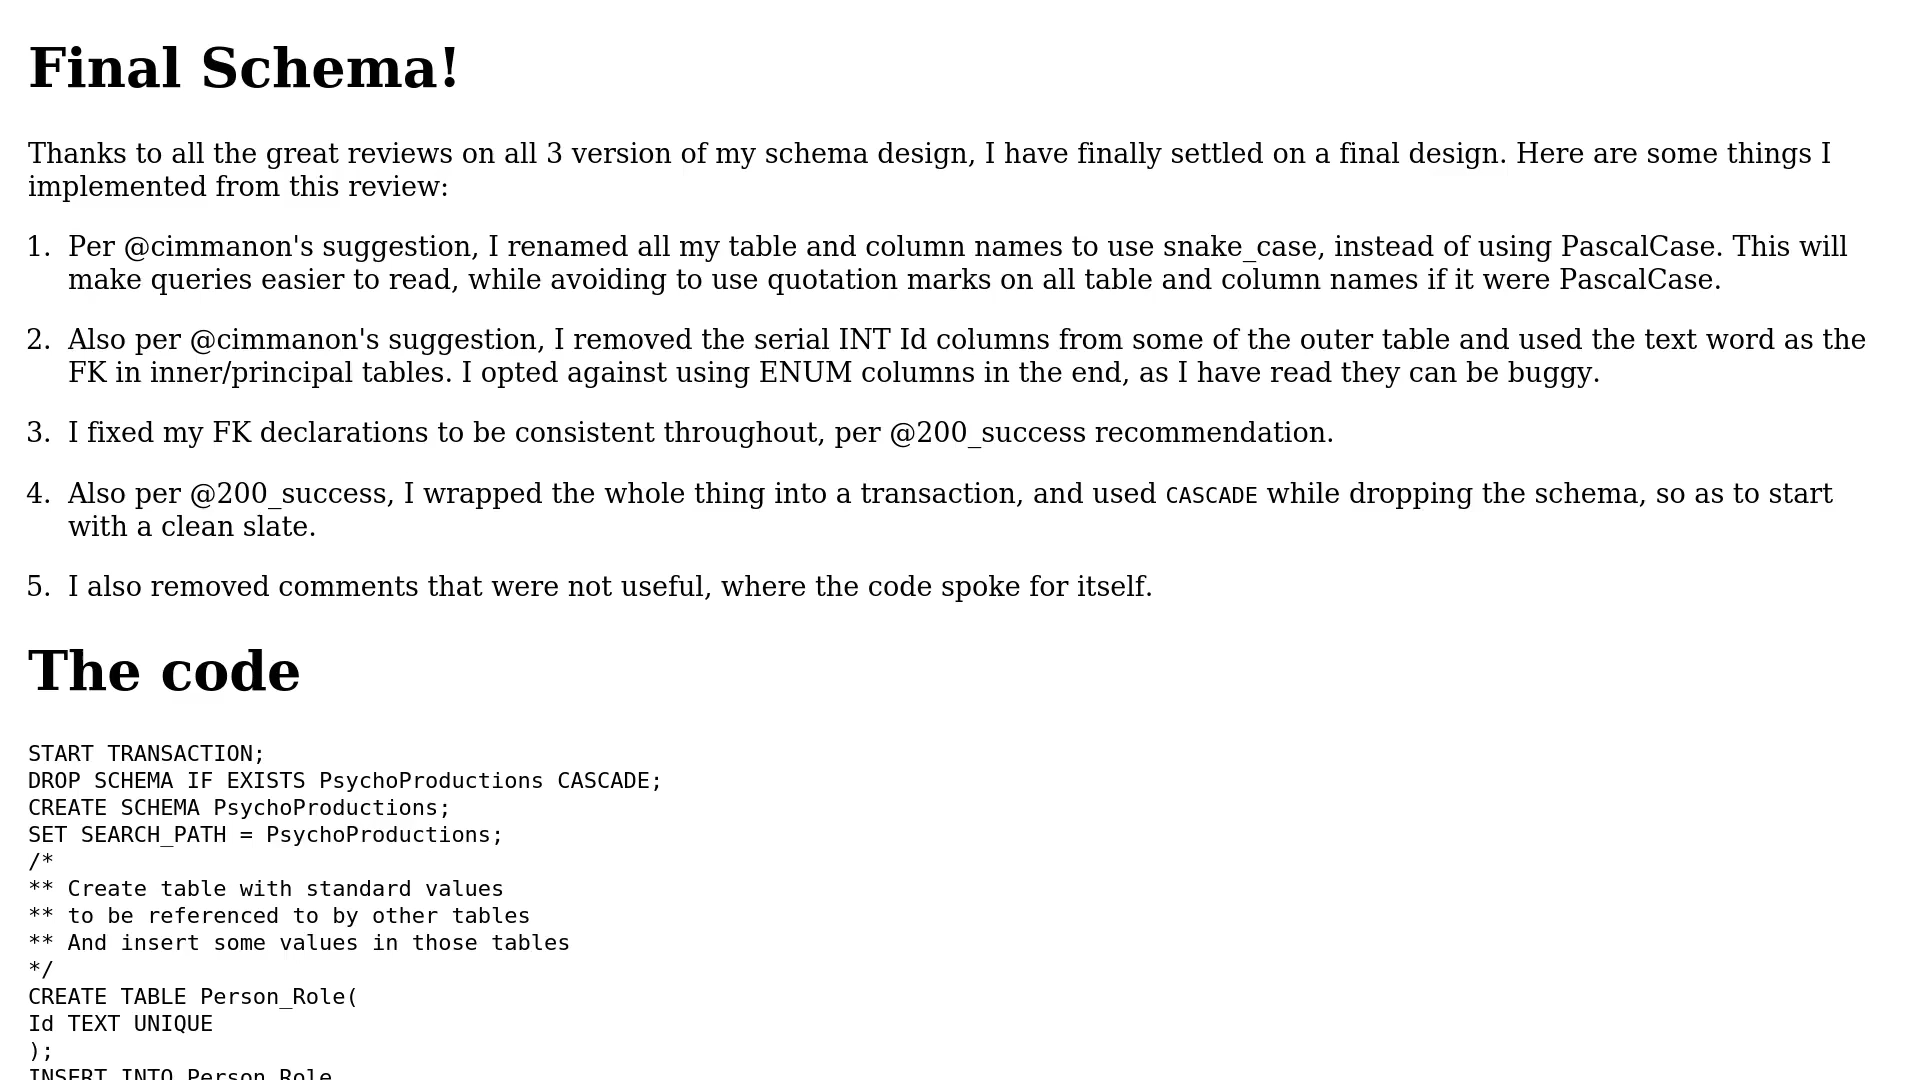 Final Schema!
Thanks to all the great reviews on all 3 version of my schema design, I have finally settled on a final design. Here are some things I
implemented from this review:
1. Per @cimmanon's suggestion, I renamed all my table and column names to use snake_case, instead of using PascalCase. This will
make queries easier to read, while avoiding to use quotation marks on all table and column names if it were PascalCase.
2. Also per @cimmanon's suggestion, I removed the serial INT Id columns from some of the outer table and used the text word as the
FK in inner/principal tables. I opted against using ENUM columns in the end, as I have read they can be buggy.
3. I fixed my FK declarations to be consistent throughout, per @200_success recommendation.
4. Also per @200_success, I wrapped the whole thing into a transaction, and used CASCADE while dropping the schema, so as to start
with a clean slate.
5. I also removed comments that were not useful, where the code spoke for itself.
The code
START TRANSACTION;
DROP SCHEMA IF EXISTS PsychoProductions CASCADE;
CREATE SCHEMA PsychoProductions;
SET SEARCH_PATH = PsychoProductions;
/*
** Create table with standard values
** to be referenced to by other tables
** And insert some values in those tables
*/
CREATE TABLE Person_Role(
Id TEXT UNIQUE
);
INSERT INTO Person_Role